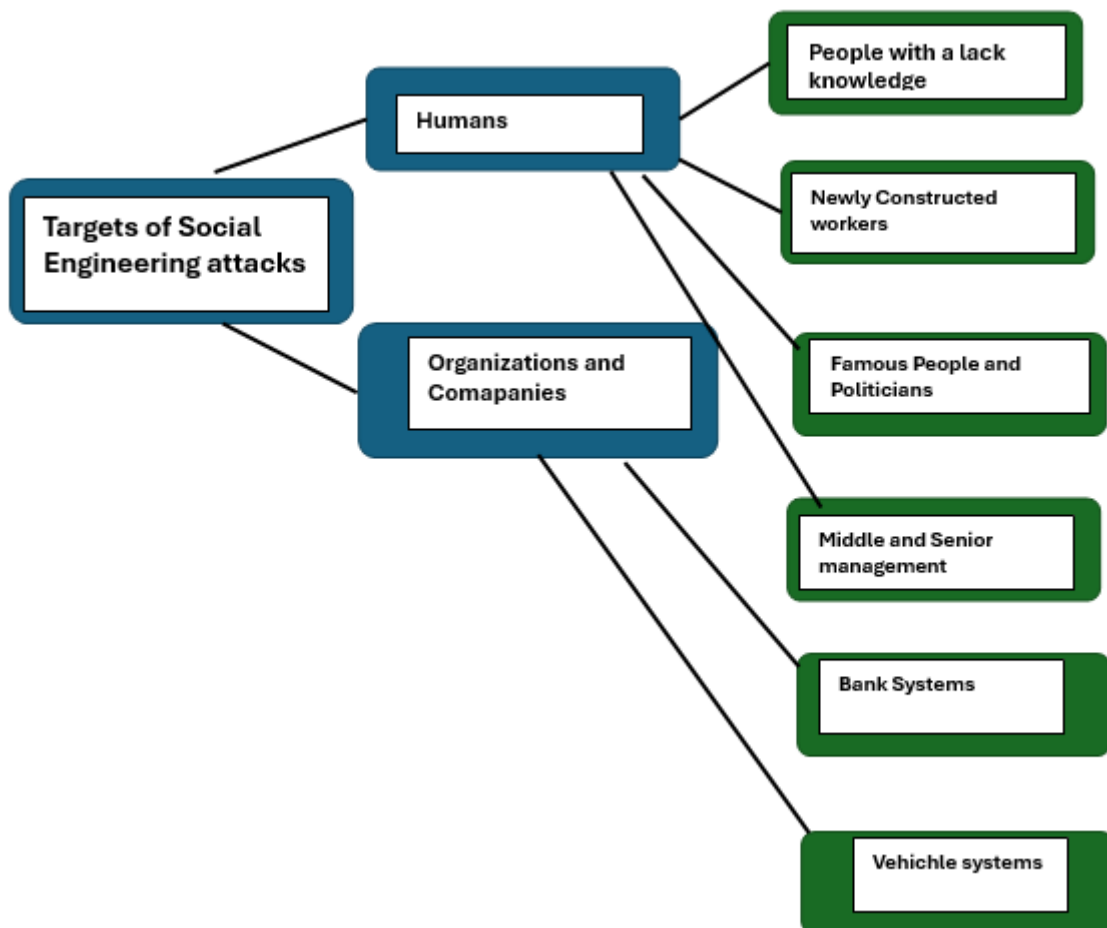 People with a lack
knowledge
Humans
Newly Constructed
workers
Targets of Social
Engineering attacks
Organizations and
Comapanies
Famous People and
Politicians
Middle and Senior
management
Bank Systems
Vehichle systems